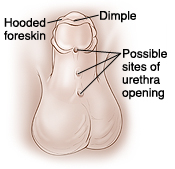 Hooded
foreskin
Dimple
Possible
sites of
urethra
opening